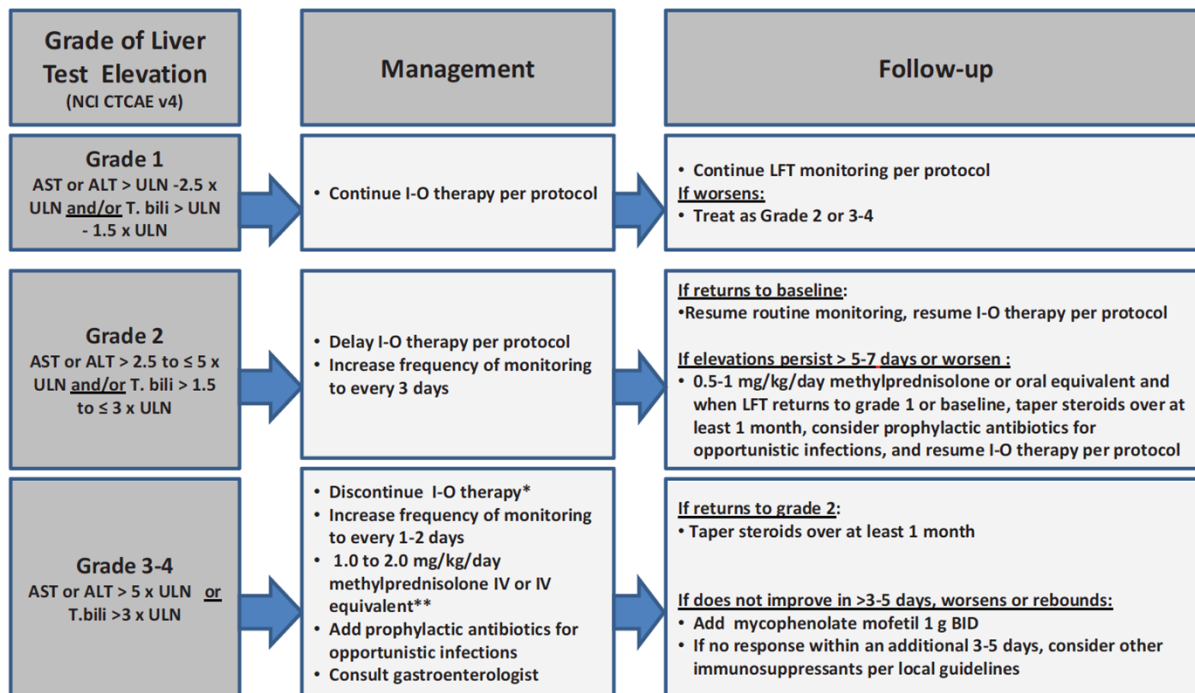 Grade of Liver
Test Elevation
(NCI CTCAE v4)
Management
Follow-up
Grade 1
AST or ALT > ULN -2.5 x
ULN and/or T. bili > ULN
- 1.5 x ULN
• Continue I-O therapy per protocol
• Continue LFT monitoring per protocol
If worsens:
• Treat as Grade 2 or 3-4
Grade 2
AST or ALT > 2.5 to ≤ 5 x
ULN and/or T. bili > 1.5
to ≤ 3 x ULN
• Delay I-O therapy per protocol
• Increase frequency of monitoring
to every 3 days
If returns to baseline:
•Resume routine monitoring, resume I-O therapy per protocol
If elevations persist > 5-7 days or worsen :
• 0.5-1 mg/kg/day methylprednisolone or oral equivalent and
when LFT returns to grade 1 or baseline, taper steroids over at
least 1 month, consider prophylactic antibiotics for
opportunistic infections, and resume I-O therapy per protocol
Grade 3-4
AST or ALT > 5 x ULN or
T.bili >3 x ULN
• Discontinue I-O therapy*
• Increase frequency of monitoring
to every 1-2 days
• 1.0 to 2.0 mg/kg/day
methylprednisolone IV or IV
equivalent**
• Add prophylactic antibiotics for
opportunistic infections
• Consult gastroenterologist
If returns to grade 2:
• Taper steroids over at least 1 month
If does not improve in >3-5 days, worsens or rebounds:
• Add mycophenolate mofetil 1 g BID
• If no response within an additional 3-5 days, consider other
immunosuppressants per local guidelines